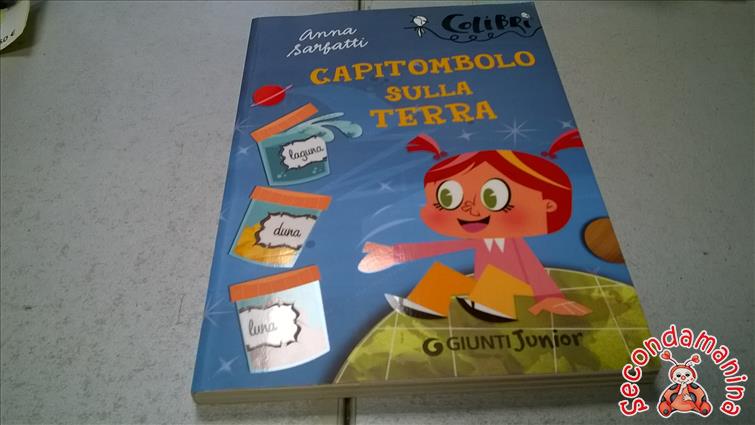 Anna
Sarfatti
COLIBRÌ
CAPITOMBOLO
SULLA
TERRA
laguna
duna
luna
GIUNTI Junior
secondamanina